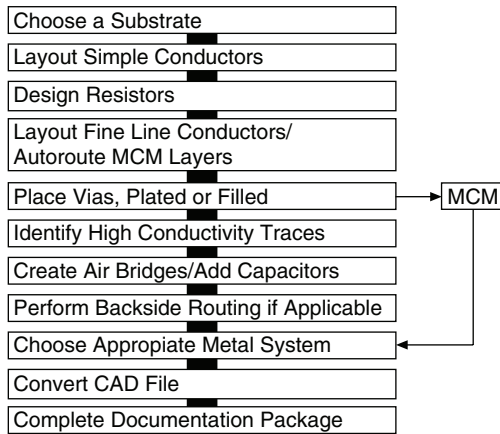 Choose a Substrate
Layout Simple Conductors
Design Resistors
Layout Fine Line Conductors/
Autoroute MCM Layers
Place Vias, Plated or Filled
MCM
Identify High Conductivity Traces
Create Air Bridges/Add Capacitors
Perform Backside Routing if Applicable
Choose Appropiate Metal System
Convert CAD File
Complete Documentation Package